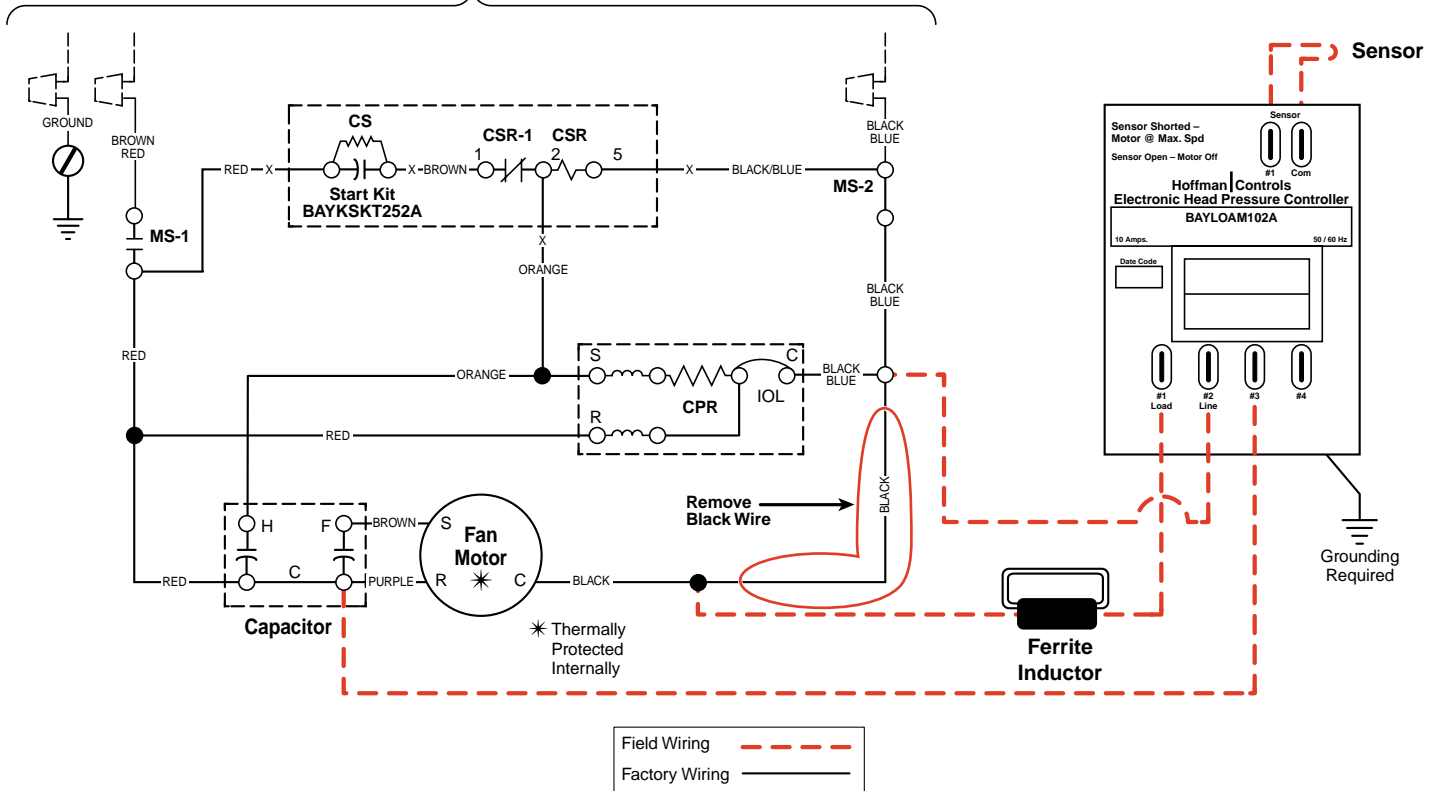 Sensor
GROUND
BROWN
RED
BLACK
BLUE
CS
CSR-1
CSR
1
2
5
RED
X
X
BROWN
X
BLACK/BLUE
Start Kit
BAYKSKT252A
MS-1
MS-2
X
ORANGE
BLACK
BLUE
Sensor Shorted –
Motor @ Max. Spd
Sensor Open – Motor Off
Sensor
#1
Com
Hoffman Controls
Electronic Head Pressure Controller
BAYLOAM102A
10 Amps.
50 / 60 Hz
Date Code
#1
Load
#2
Line
#3
#4
RED
ORANGE
S
C
BLACK
BLUE
CPR
IOL
R
RED
Remove
Black Wire
BLACK
H
F
BROWN
S
Fan
Motor
RED
C
PURPLE
R
C
BLACK
Capacitor
Thermally
Protected
Internally
Ferrite
Inductor
Grounding
Required
Field Wiring
Factory Wiring